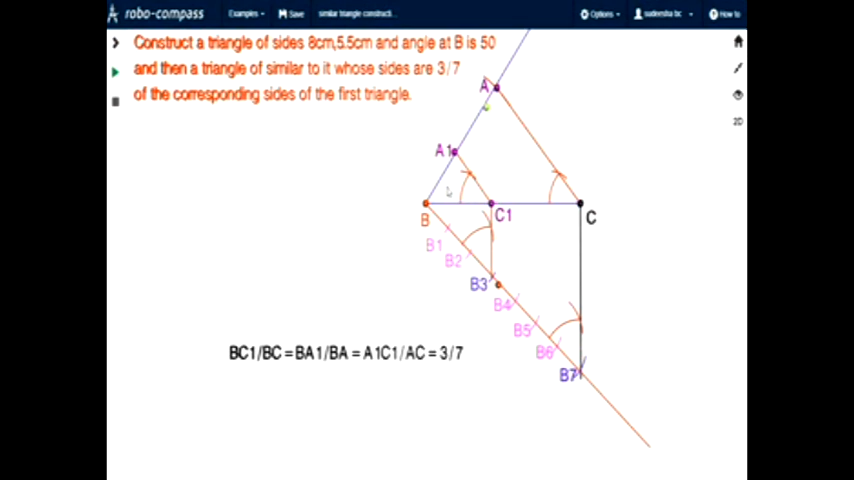 robo-compass Examples Save similar triangle constructi... Options sudeersha bc How to
Construct a triangle of sides 8cm,5.5cm and angle at B is 50
and then a triangle of similar to it whose sides are 3/7
of the corresponding sides of the first triangle.
2D
A
A1
B
C1
C
B1
B2
B3
B4
B5
B6
B7
BC1/BC=BA1/BA=A1C1/AC=3/7